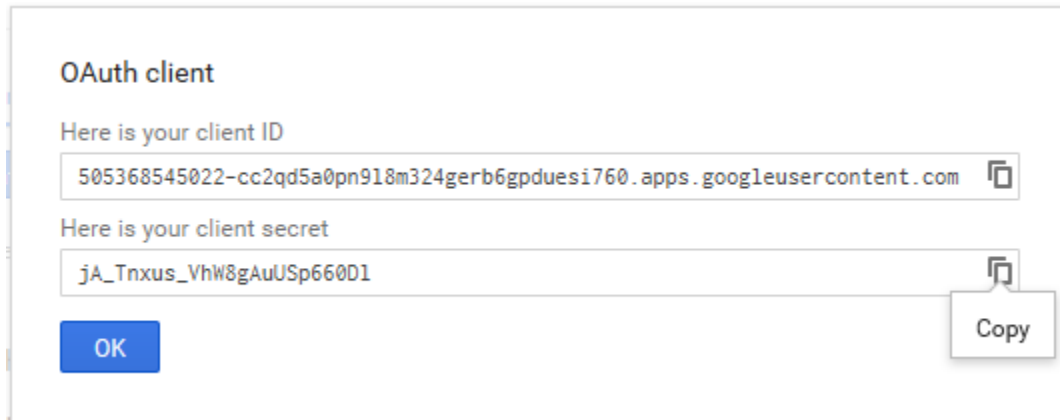 OAuth client
Here is your client ID
505368545022-cc2qd5a0pn9l8m324gerb6gpduesi760.apps.googleusercontent.com
Here is your client secret
jA_Tnxus_VhW8gAuUSp660Dl
Copy
OK